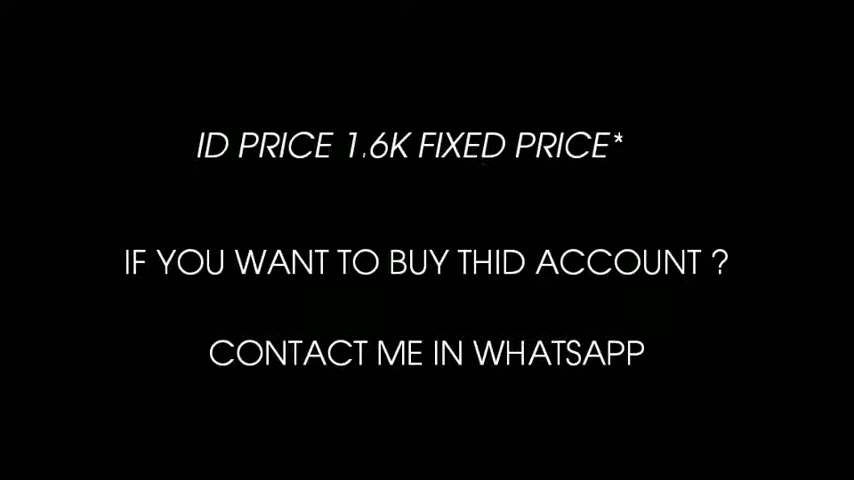 ID PRICE 1.6K FIXED PRICE*
IF YOU WANT TO BUY THID ACCOUNT ?
CONTACT ME IN WHATSAPP